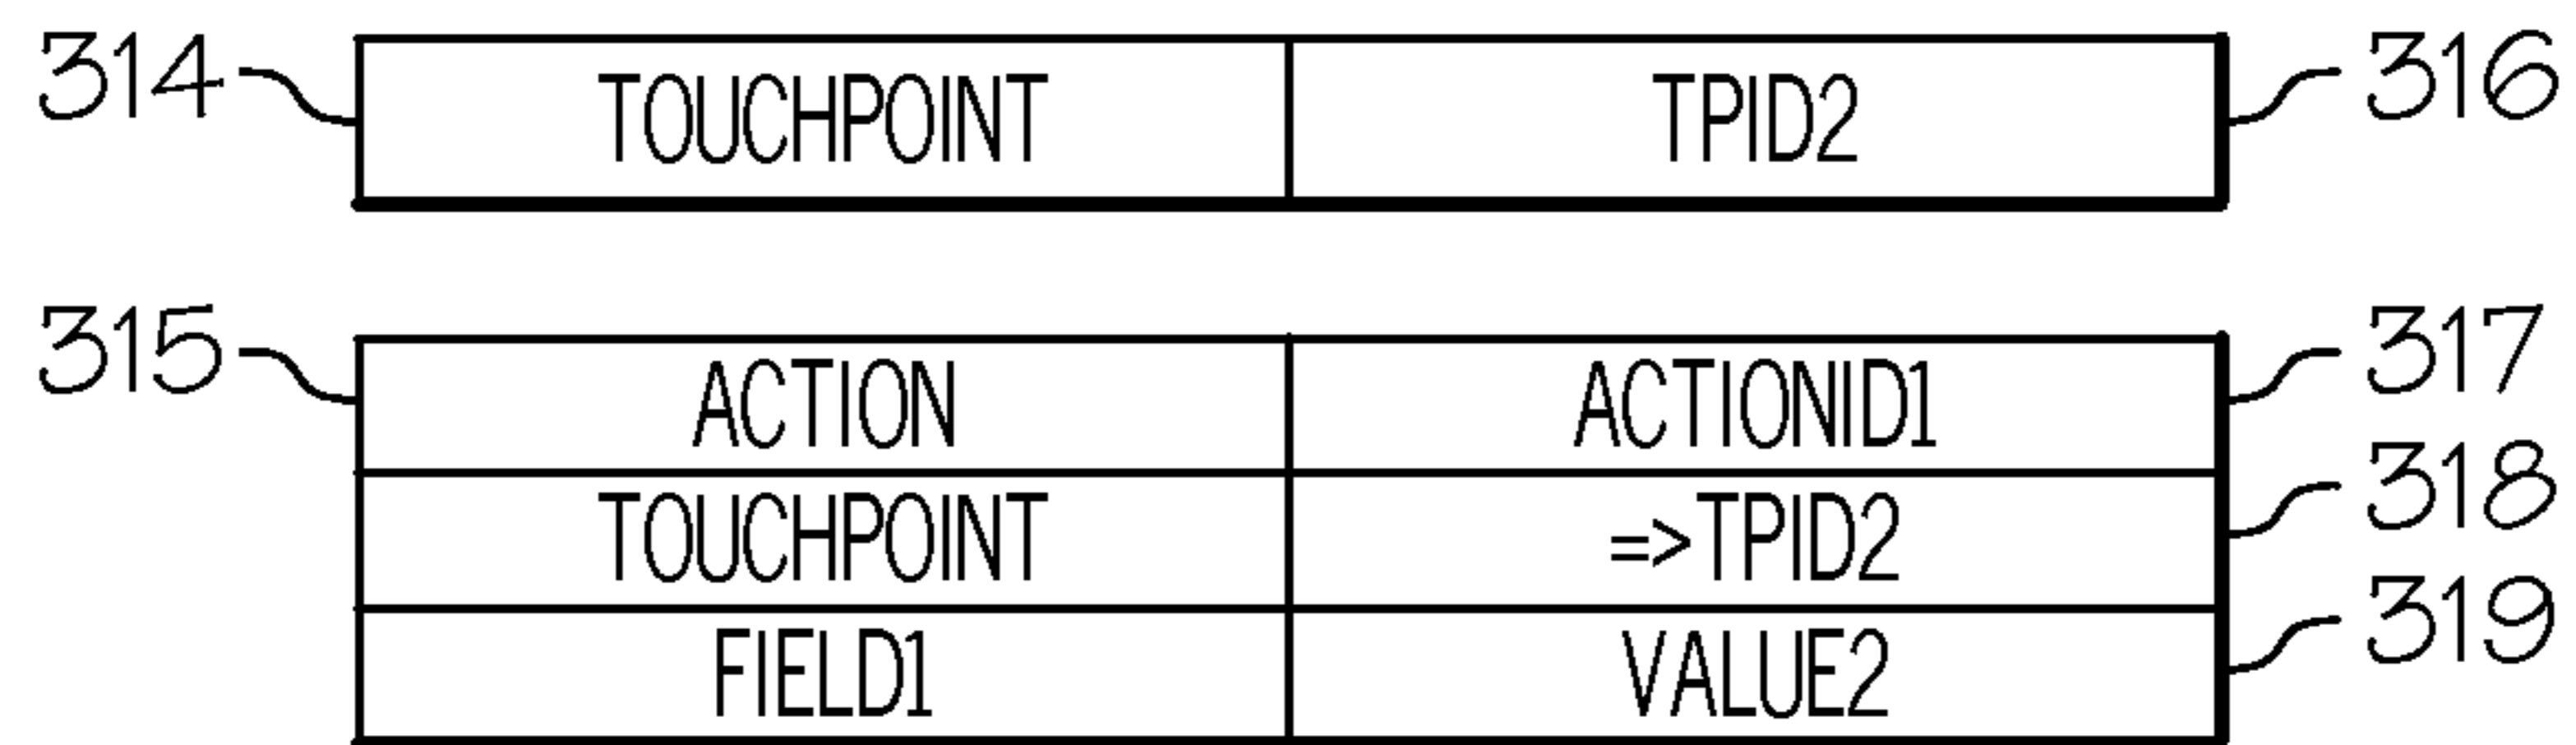 314 TOUCHPOINT TPID2 316
315 ACTION ACTIONID1 317
TOUCHPOINT =>TPID2 318
FIELD1 VALUE2 319